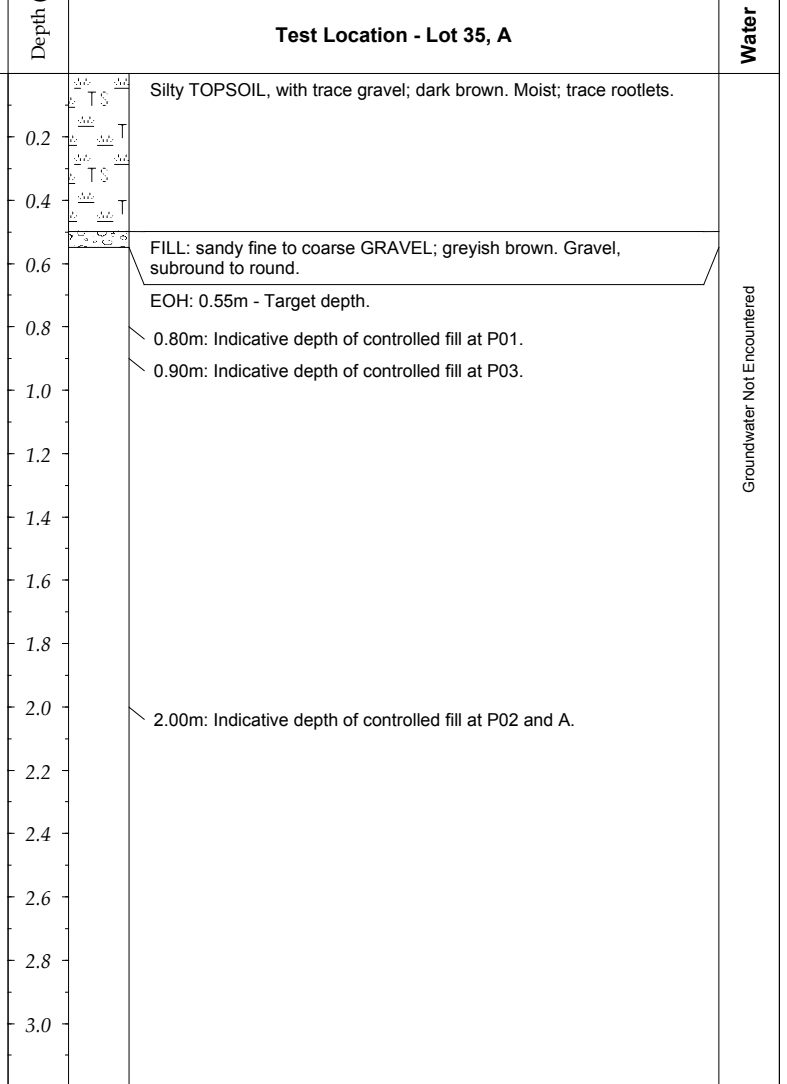 Depth (
Test Location - Lot 35, A
Water
Silty TOPSOIL, with trace gravel; dark brown. Moist; trace rootlets.
T S
T
T S
T
FILL: sandy fine to coarse GRAVEL; greyish brown. Gravel,
subround to round.
EOH: 0.55m - Target depth.
0.80m: Indicative depth of controlled fill at P01.
0.90m: Indicative depth of controlled fill at P03.
2.00m: Indicative depth of controlled fill at P02 and A.
0.2
0.4
0.6
0.8
1.0
1.2
1.4
1.6
1.8
2.0
2.2
2.4
2.6
2.8
3.0
Groundwater Not Encountered